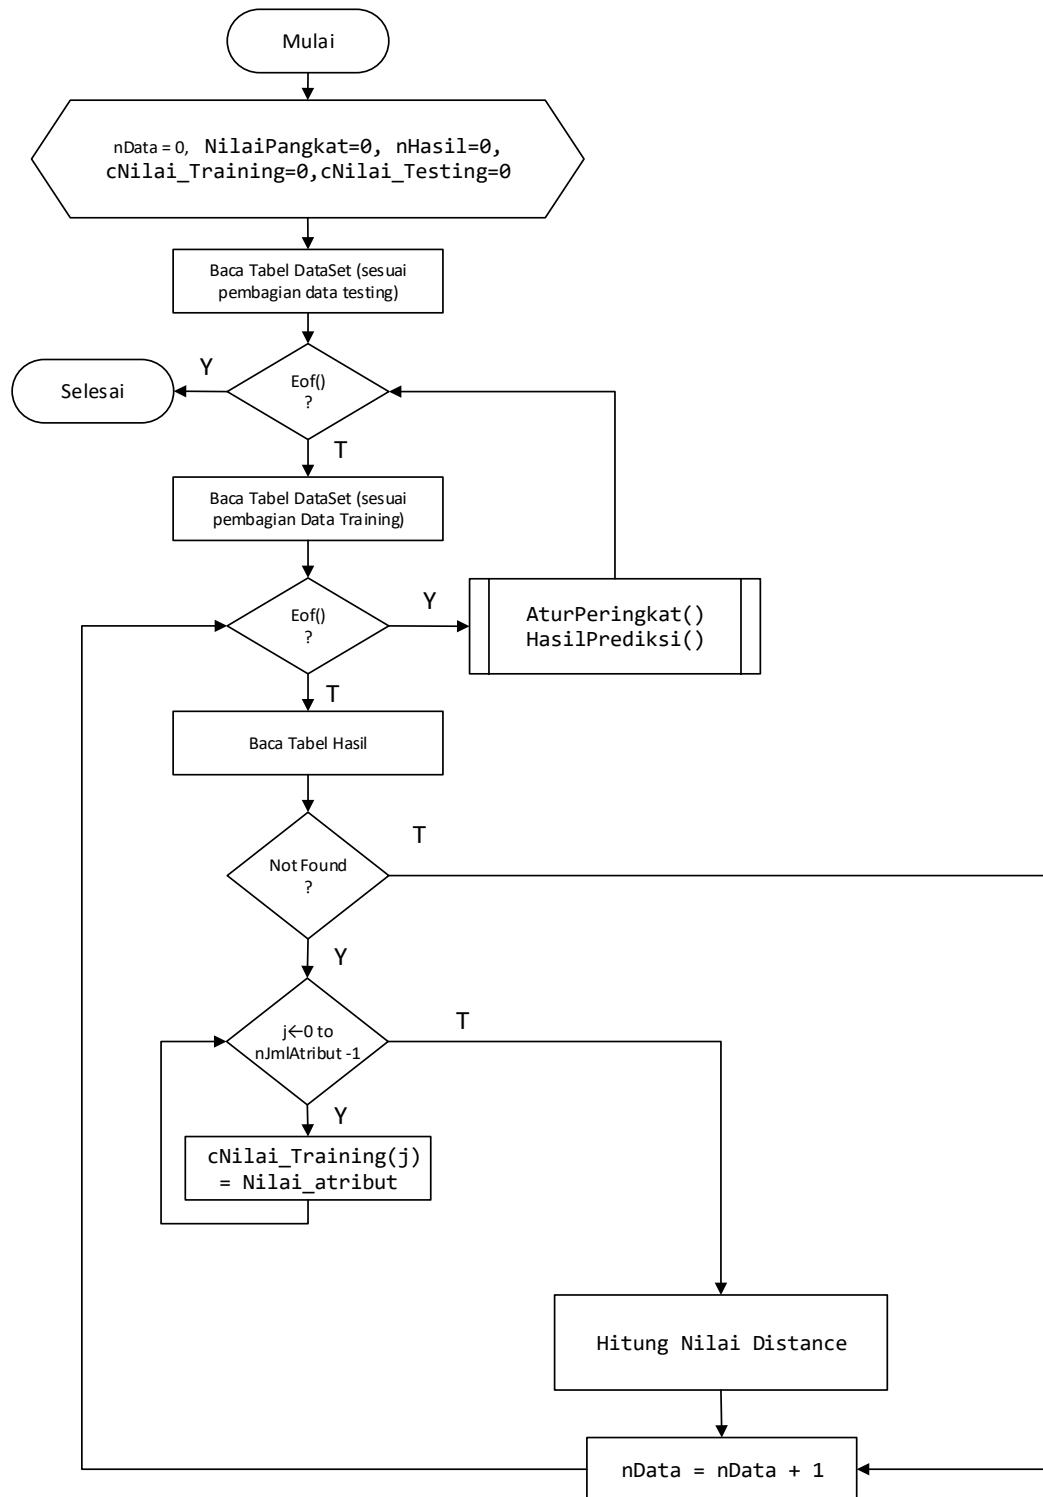 Mulai
nData = 0, NilaiPangkat=0, nHasil=0,
cNilai_Training=0,cNilai_Testing=0
Baca Tabel DataSet (sesuai
pembagian data testing)
Selesai
Y
Eof()
?
T
Baca Tabel DataSet (sesuai
pembagian Data Training)
Eof()
?
Y
AturPeringkat()
HasilPrediksi()
T
Baca Tabel Hasil
Not Found
?
T
Y
j←0 to
nJmlAtribut -1
T
Y
cNilai_Training(j)
= Nilai_atribut
Hitung Nilai Distance
nData = nData + 1